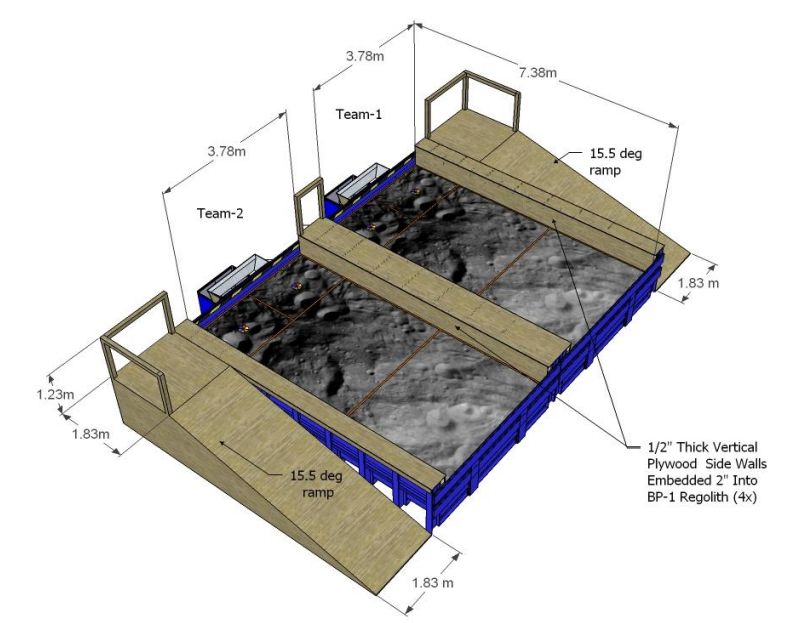 3.78m
7.38m
Team-1
3.78m
15.5 deg
ramp
Team-2
1.83 m
1.23m
1.83m
1/2" Thick Vertical
Plywood Side Walls
Embedded 2" Into
BP-1 Regolith (4x)
15.5 deg
ramp
1.83 m